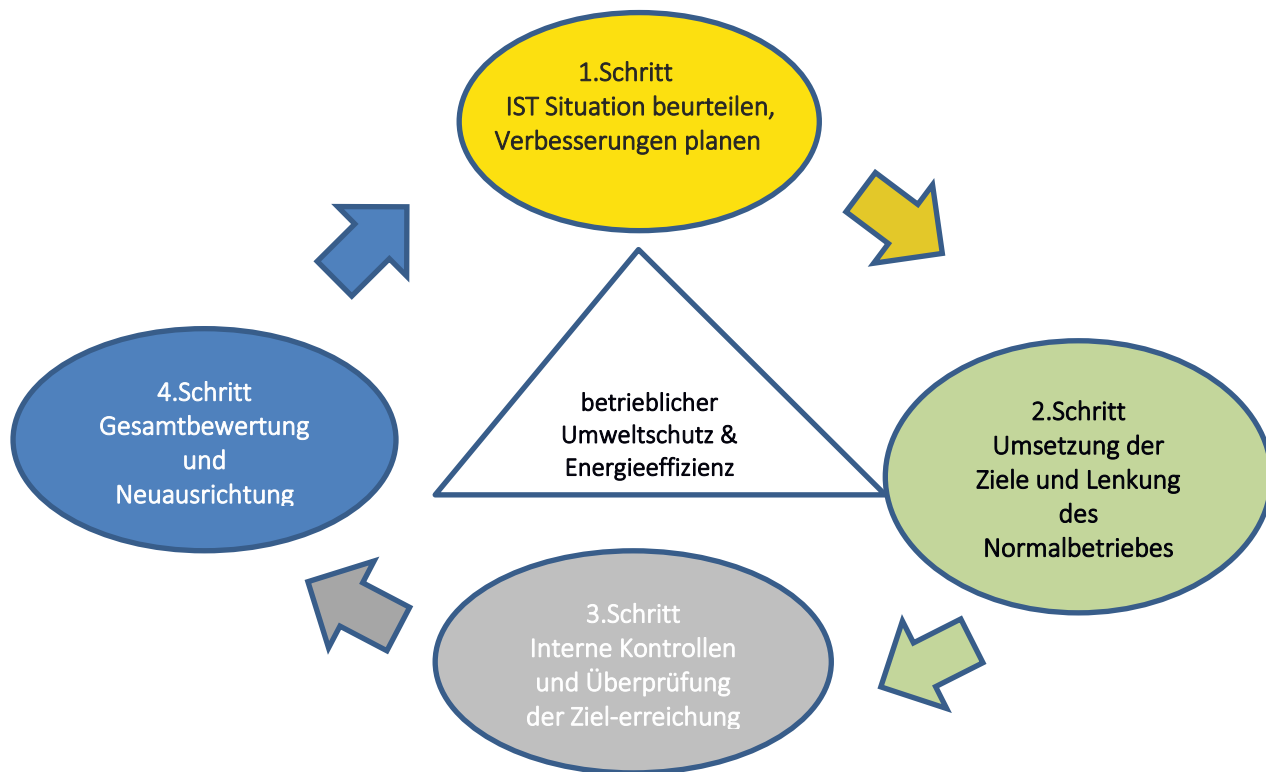 1.Schritt
IST Situation beurteilen,
Verbesserungen planen
betrieblicher
Umweltschutz &
Energieeffizienz
2.Schritt
Umsetzung der
Ziele und Lenkung
des
Normalbetriebes
3.Schritt
Interne Kontrollen
und Überprüfung
der Ziel-erreichung
4.Schritt
Gesamtbewertung
und
Neuausrichtung